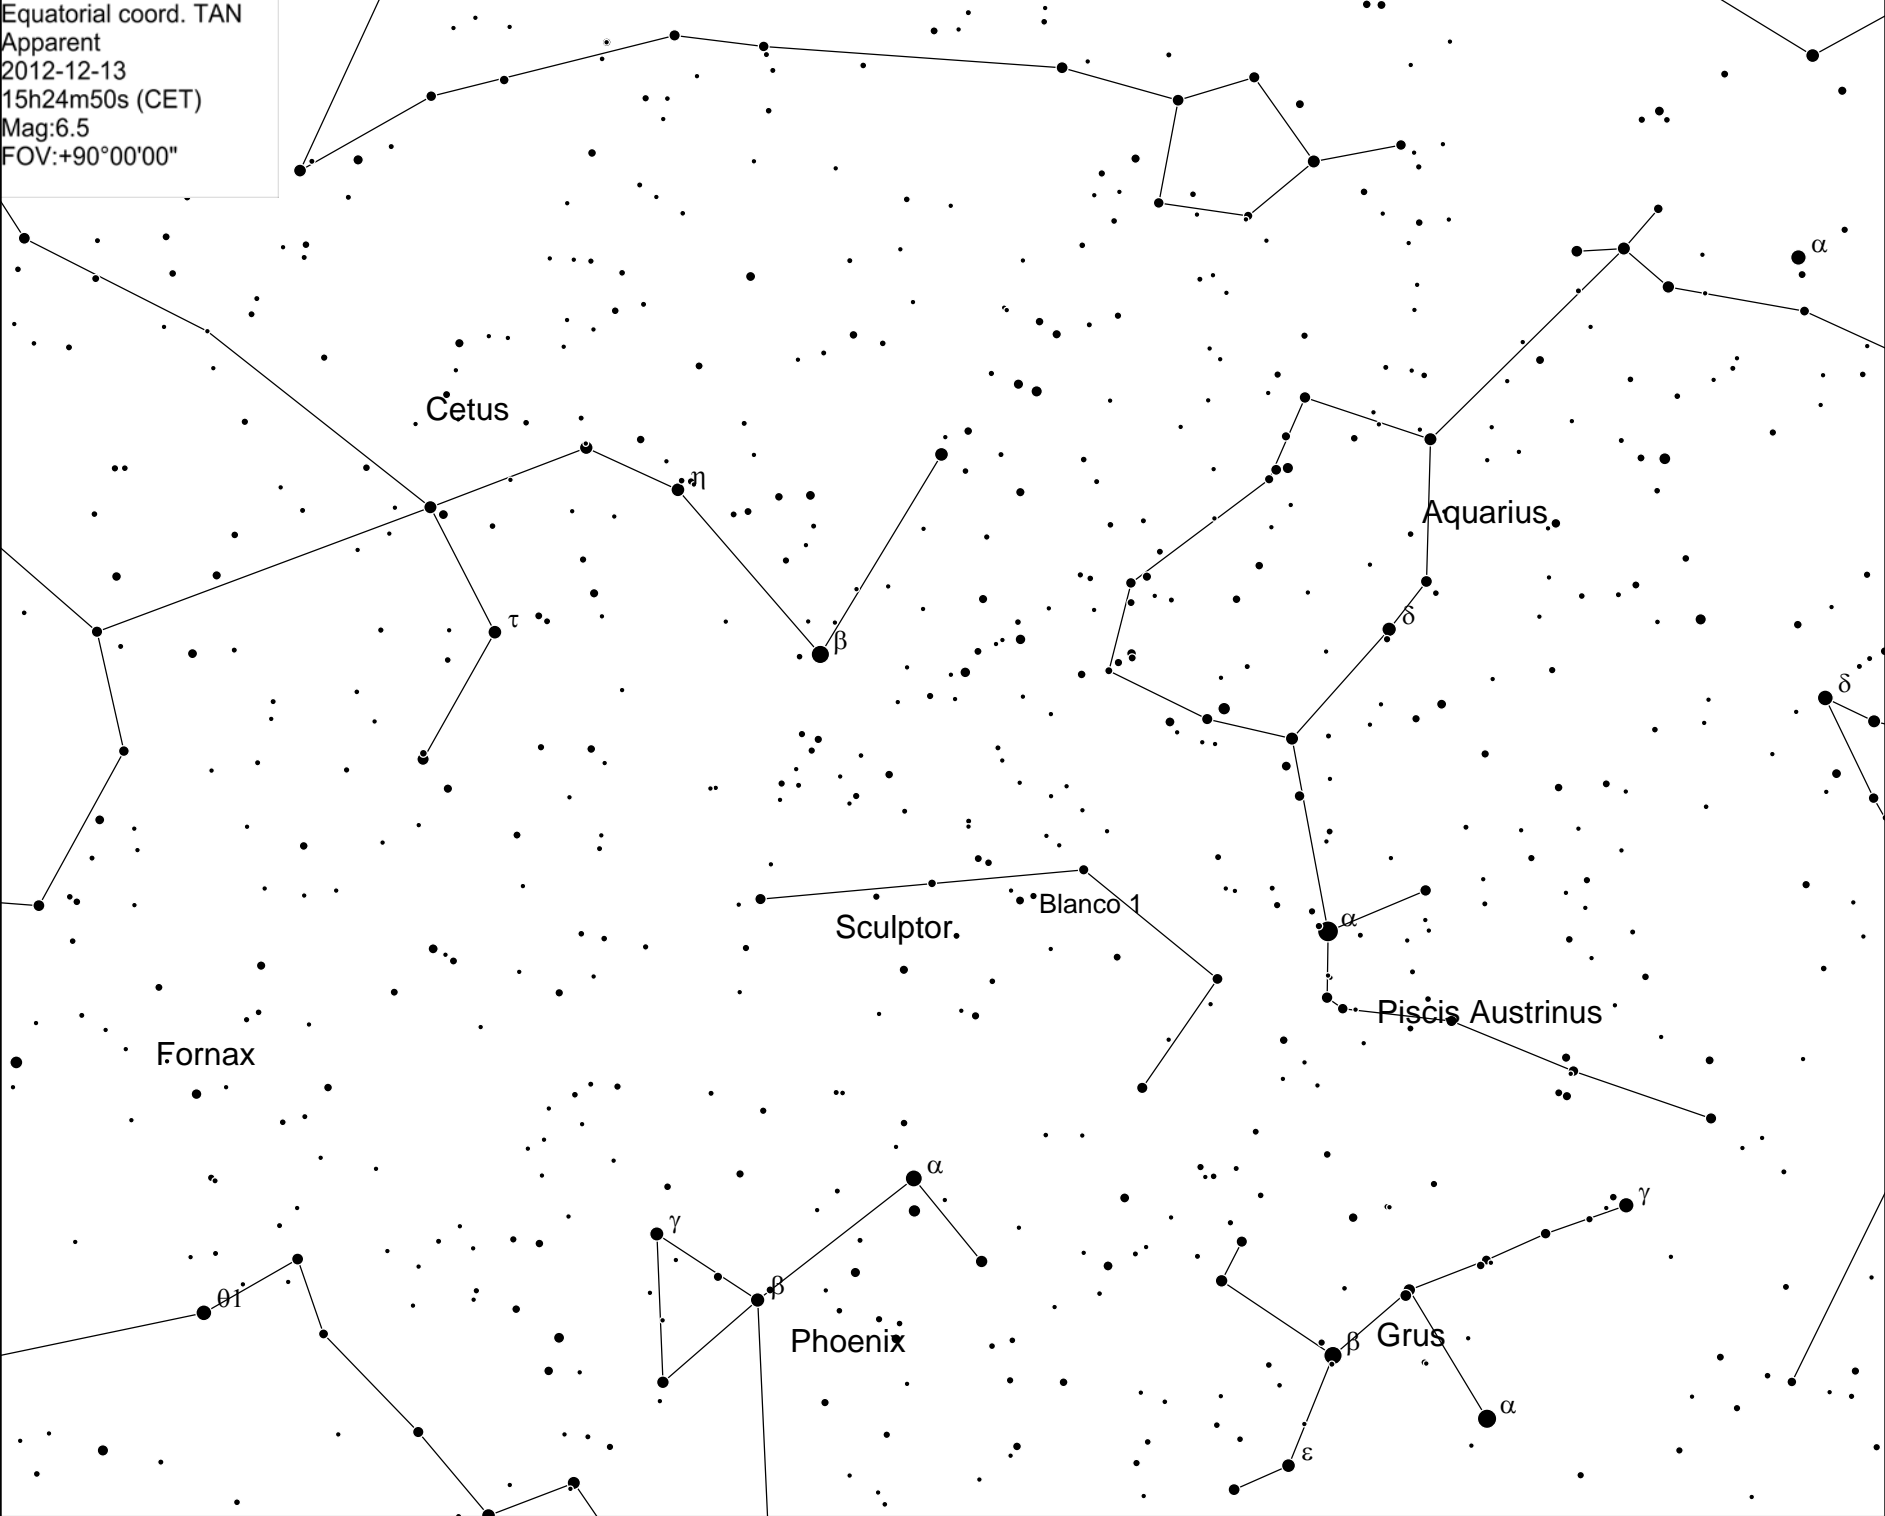 Equatorial coord. TAN
Apparent
2012-12-13
15h24m50s (CET)
Mag:6.5
FOV:+90°00'00"
α
Cetus
η
Aquarius
δ
τ
β
δ
Blanco 1
Sculptor
α
Piscis Austrinus
Fornax
α
γ
γ
β
θ1
Phoenix
β
Grus
α
ε